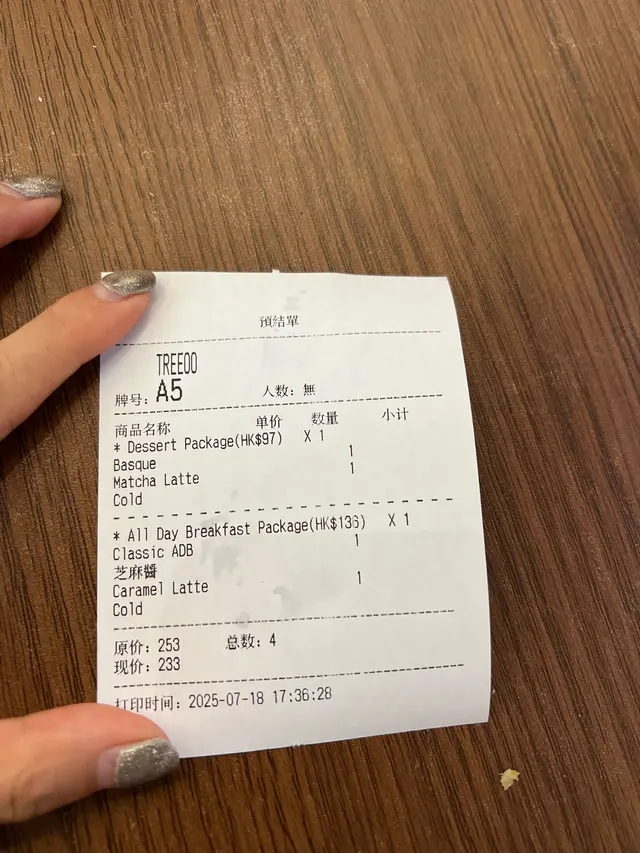 預結單
TREEOO
牌号: A5 人数: 無
商品名称 单价 数量 小计
* Dessert Package(HK$97) X 1
Basque 1
Matcha Latte 1
Cold
* All Day Breakfast Package(HK$136) X 1
Classic ADB 1
芝麻醬
Caramel Latte 1
Cold
原价: 253 总数: 4
现价: 233
打印时间: 2025-07-18 17:36:28